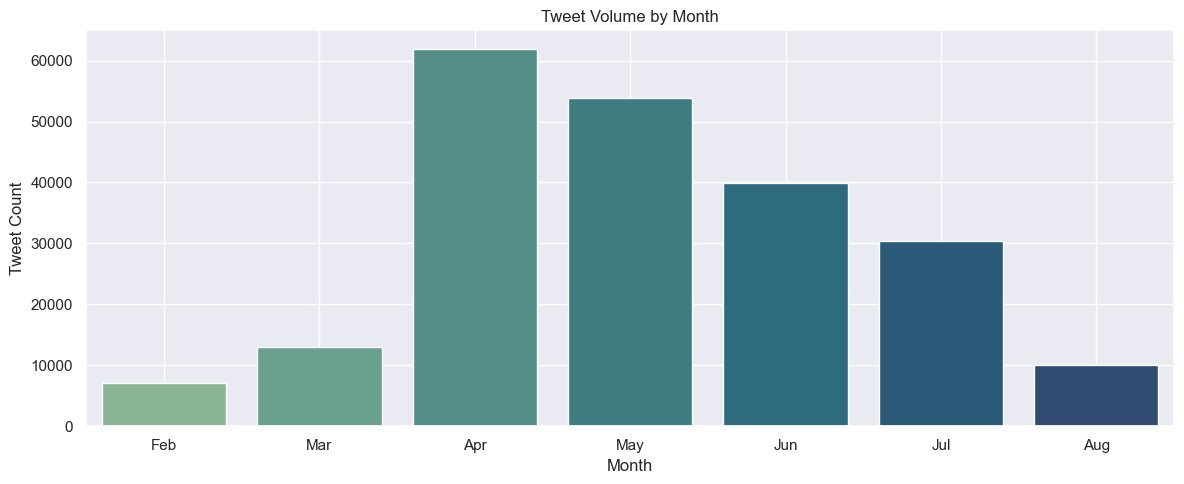 Tweet Volume by Month
Tweet Count
60000
50000
40000
30000
20000
10000
0
Feb Mar Apr May Jun Jul Aug
Month